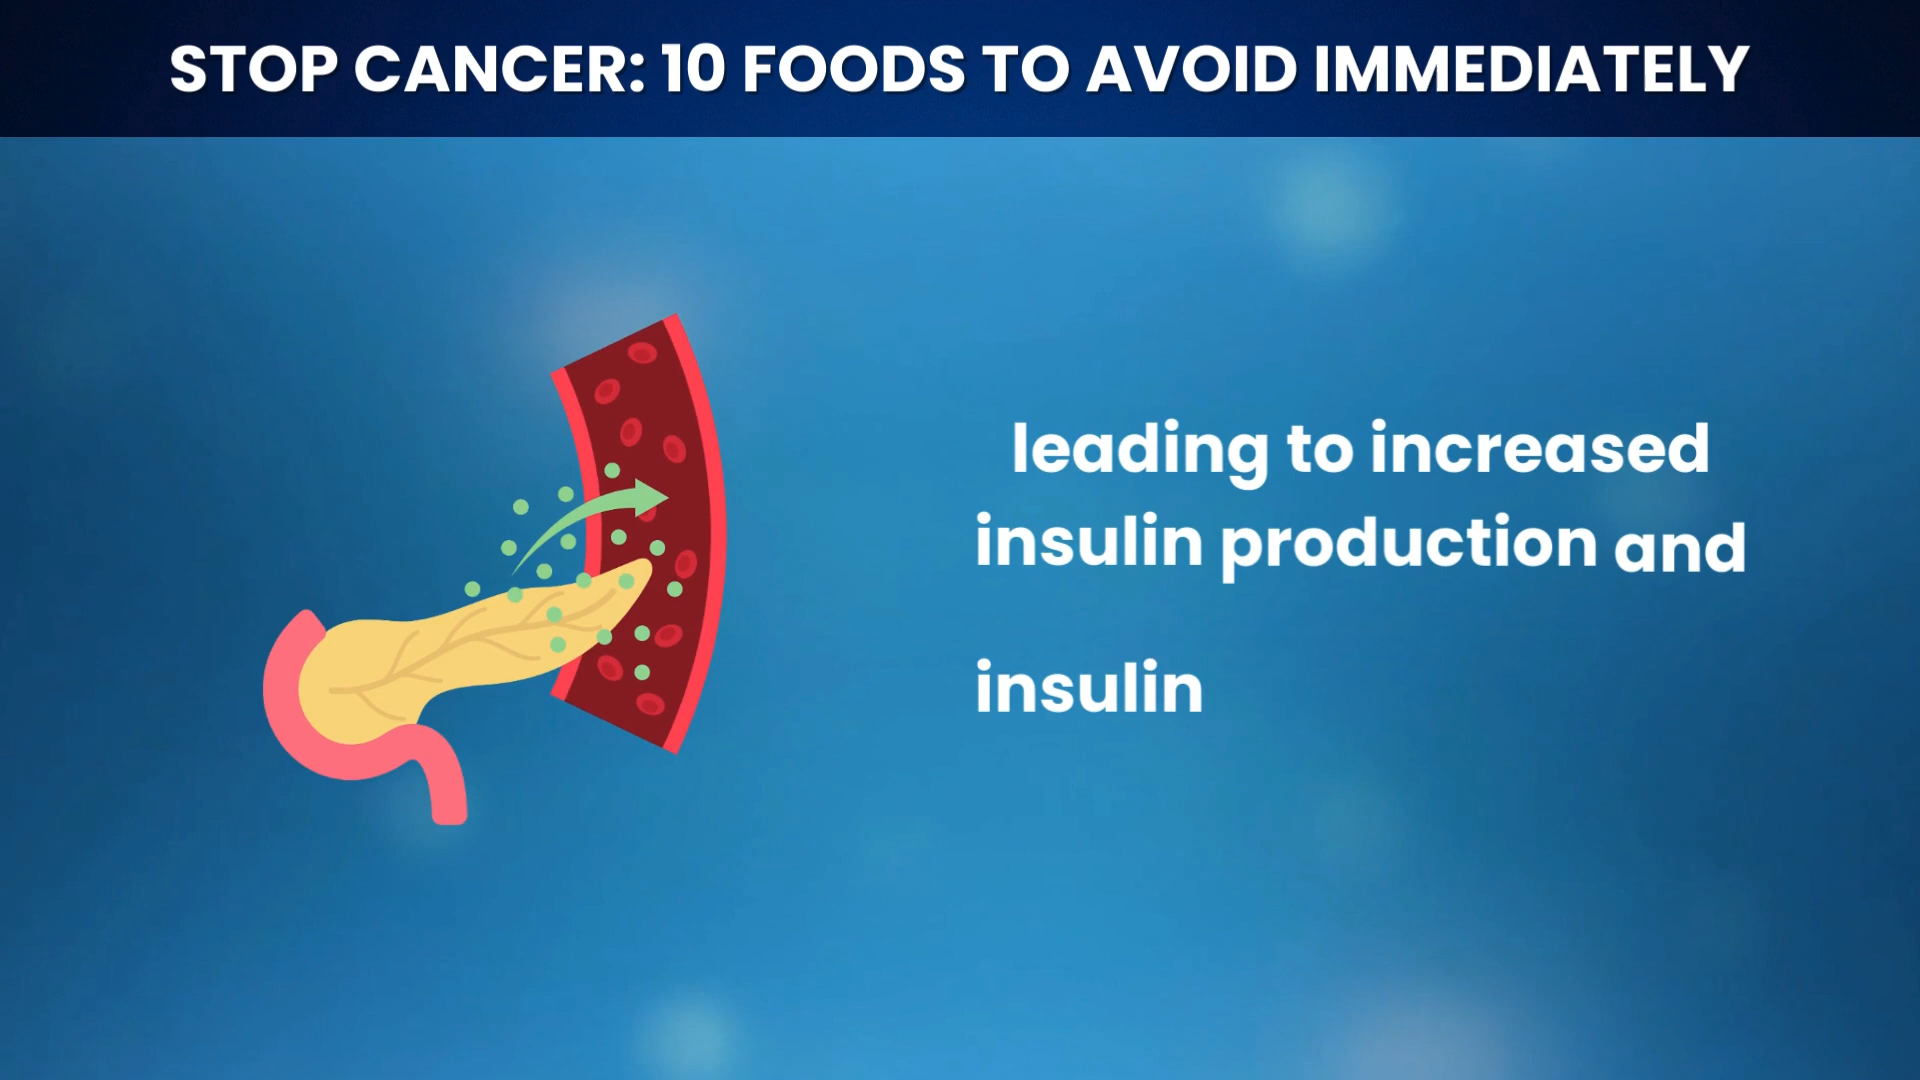 STOP CANCER: 10 FOODS TO AVOID IMMEDIATELY
leading to increased
insulin production and
insulin